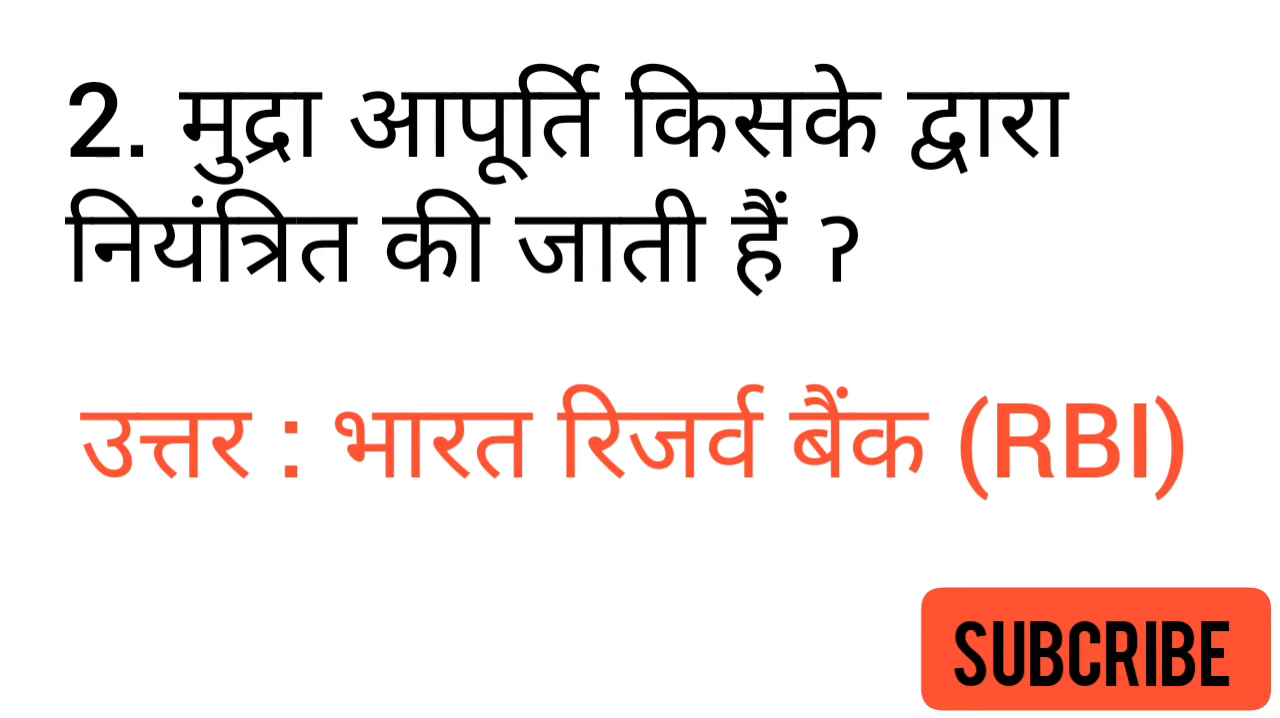 2. मुद्रा आपूर्ति किसके द्वारा
नियंत्रित की जाती हैं ?
उत्तर : भारत रिजर्व बैंक (RBI)
SUBCRIBE